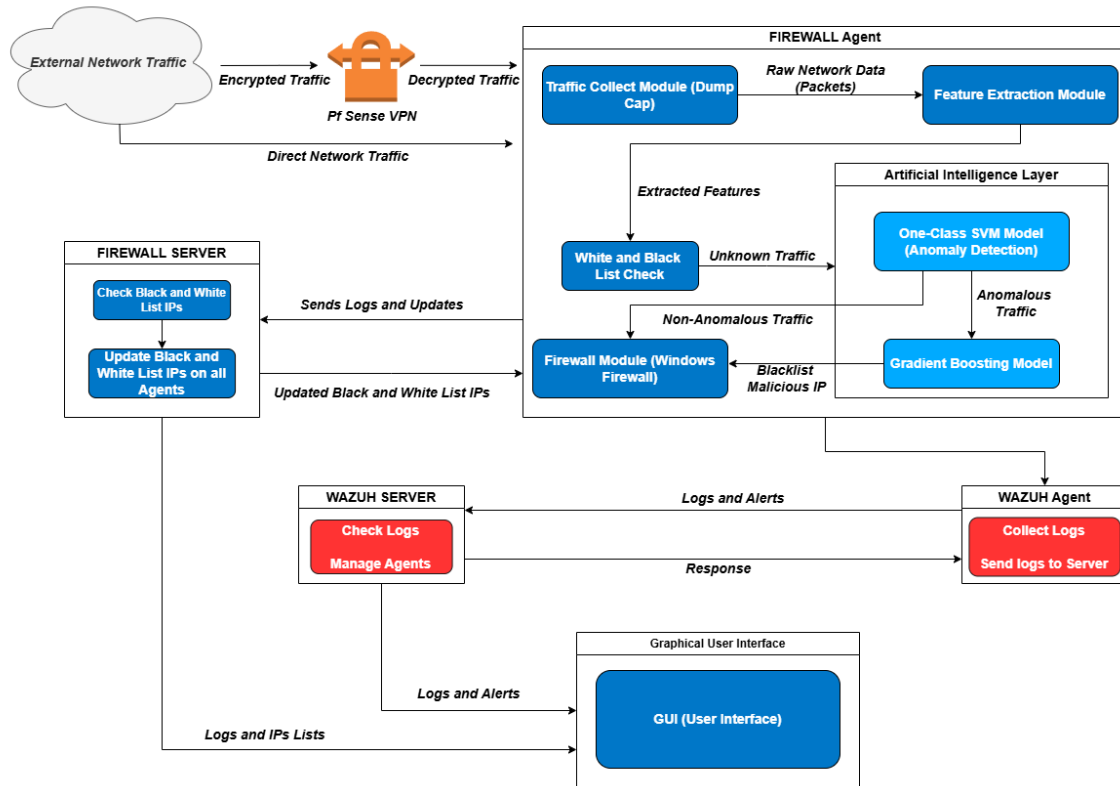 External Network Traffic
Encrypted Traffic
Pf Sense VPN
Decrypted Traffic
Direct Network Traffic
FIREWALL Agent
Traffic Collect Module (Dump
Cap)
Raw Network Data
(Packets)
Feature Extraction Module
Extracted Features
Artificial Intelligence Layer
One-Class SVM Model
(Anomaly Detection)
White and Black
List Check
Unknown Traffic
Anomalous
Traffic
Non-Anomalous Traffic
Firewall Module (Windows
Firewall)
Blacklist
Malicious IP
Gradient Boosting Model
FIREWALL SERVER
Check Black and White
List IPs
Update Black and
White List IPs on all
Agents
Sends Logs and Updates
Updated Black and White List IPs
WAZUH SERVER
Check Logs
Manage Agents
Logs and Alerts
Response
WAZUH Agent
Collect Logs
Send logs to Server
Graphical User Interface
GUI (User Interface)
Logs and Alerts
Logs and IPs Lists